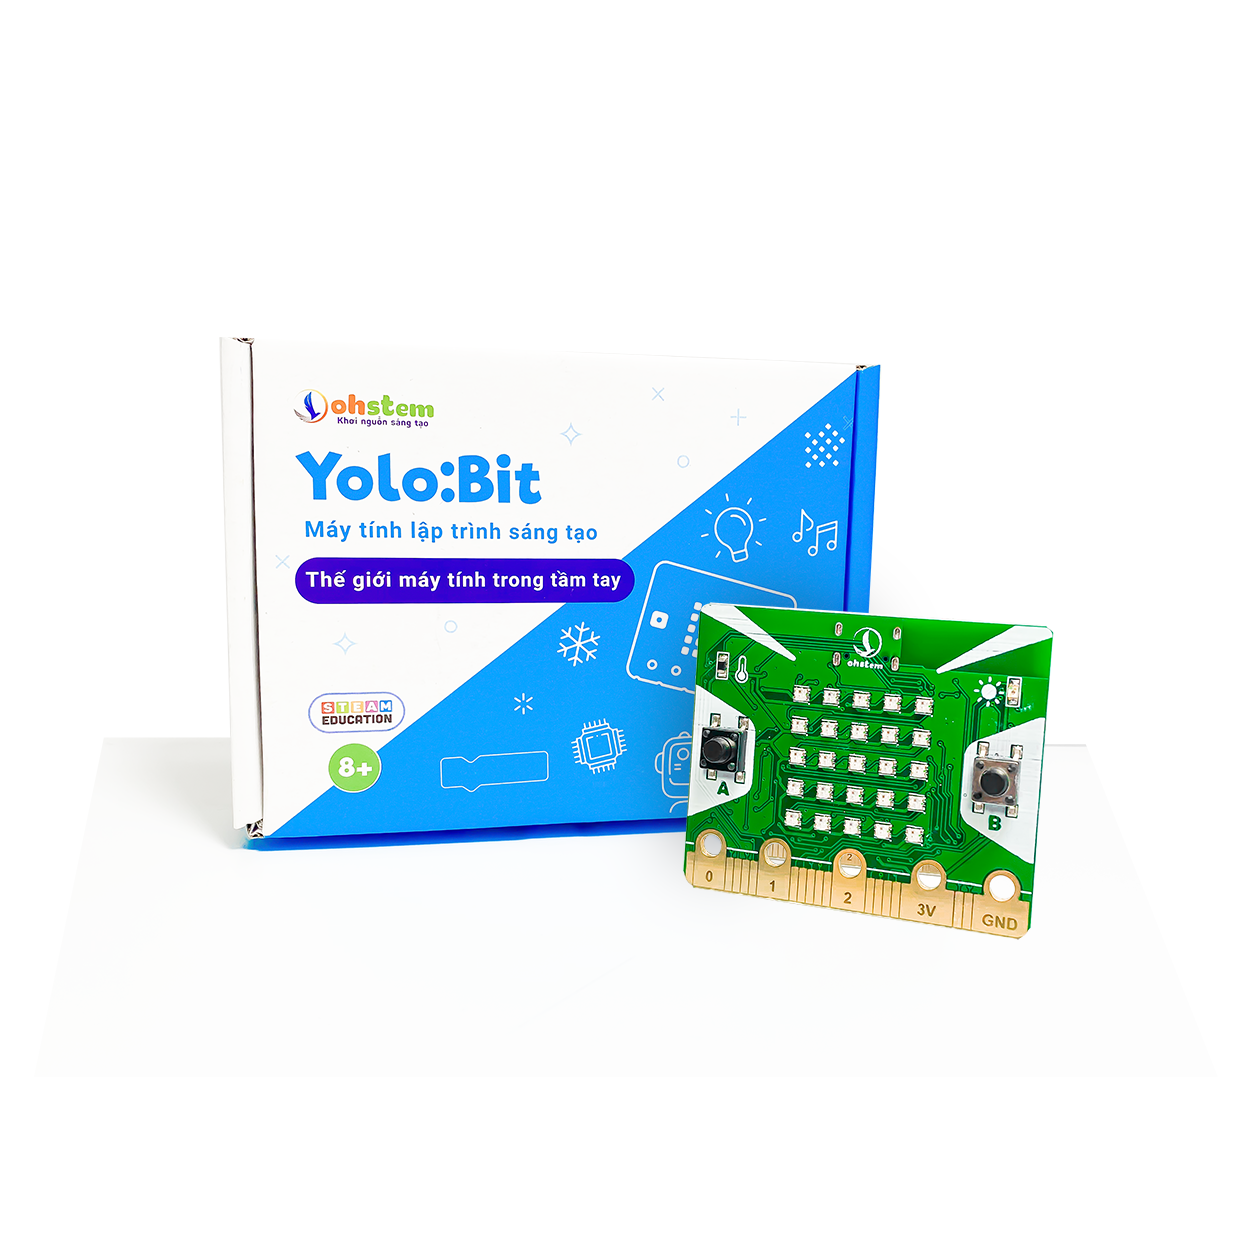 ohstem
Khơi nguồn sáng tạo
Yolo:Bit
Máy tính lập trình sáng tạo
Thế giới máy tính trong tầm tay
STEAM
EDUCATION
8+
ohstem
A
B
0
1
2
2
3V
GND